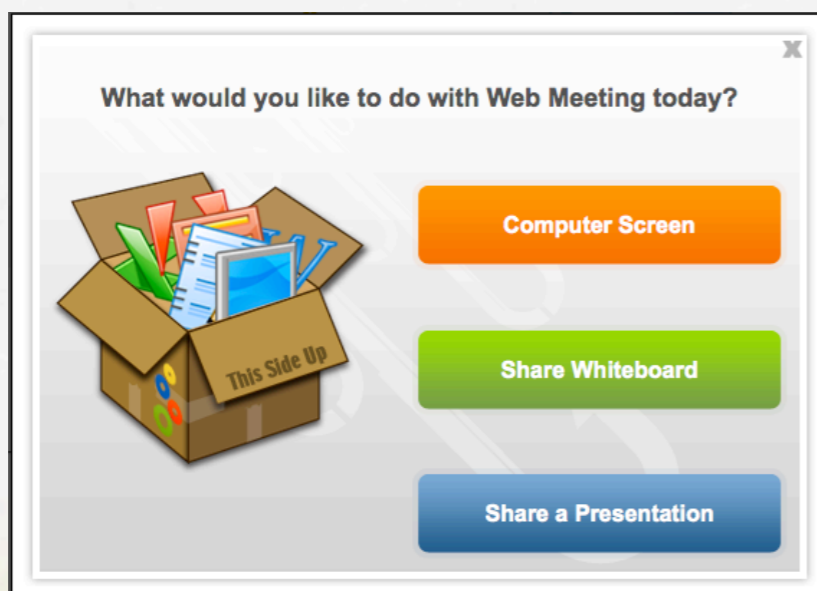 X
What would you like to do with Web Meeting today?
Computer Screen
This Side Up
Share Whiteboard
Share a Presentation